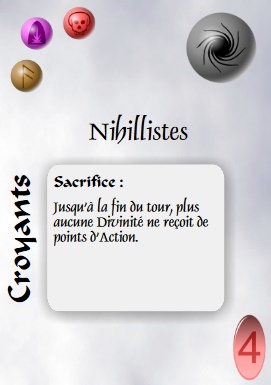 Nihillistes
Croyants
Sacrifice :
Jusqu'à la fin du tour, plus
aucune Divinité ne reçoit de
points d'Action.
4